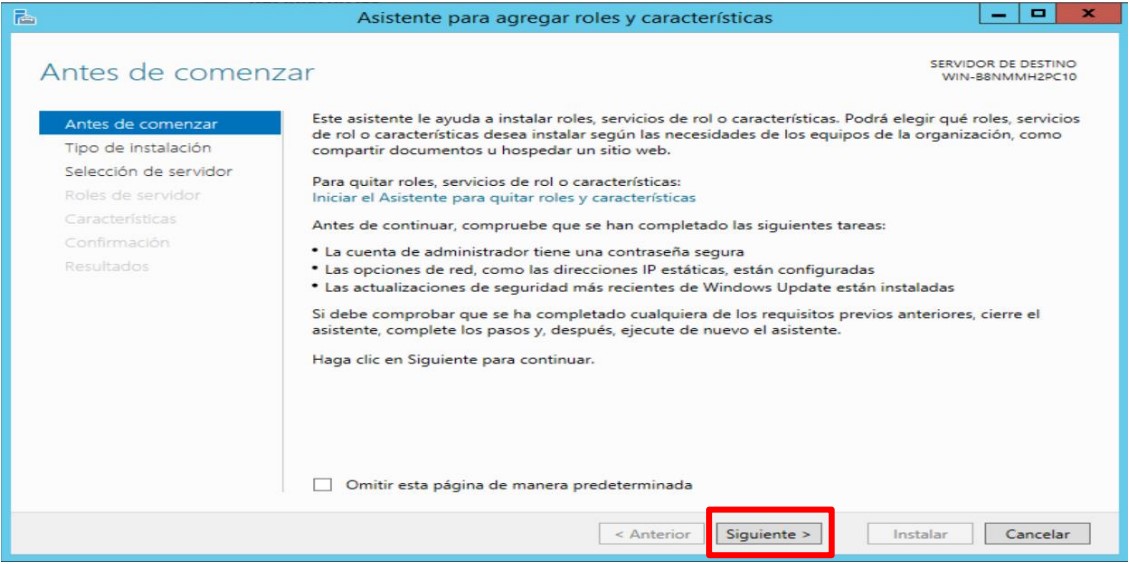 Asistente para agregar roles y características
Antes de comenzar
SERVIDOR DE DESTINO
WIN-B8NMMH2PC10
Antes de comenzar
Tipo de instalación
Selección de servidor
Roles de servidor
Características
Confirmación
Resultados
Este asistente le ayuda a instalar roles, servicios de rol o características. Podrá elegir qué roles, servicios
de rol o características desea instalar según las necesidades de los equipos de la organización, como
compartir documentos u hospedar un sitio web.
Para quitar roles, servicios de rol o características:
Iniciar el Asistente para quitar roles y características
Antes de continuar, compruebe que se han completado las siguientes tareas:
• La cuenta de administrador tiene una contraseña segura
• Las opciones de red, como las direcciones IP estáticas, están configuradas
• Las actualizaciones de seguridad más recientes de Windows Update están instaladas
Si debe comprobar que se ha completado cualquiera de los requisitos previos anteriores, cierre el
asistente, complete los pasos y, después, ejecute de nuevo el asistente.
Haga clic en Siguiente para continuar.
Omitir esta página de manera predeterminada
< Anterior
Siguiente >
Instalar
Cancelar